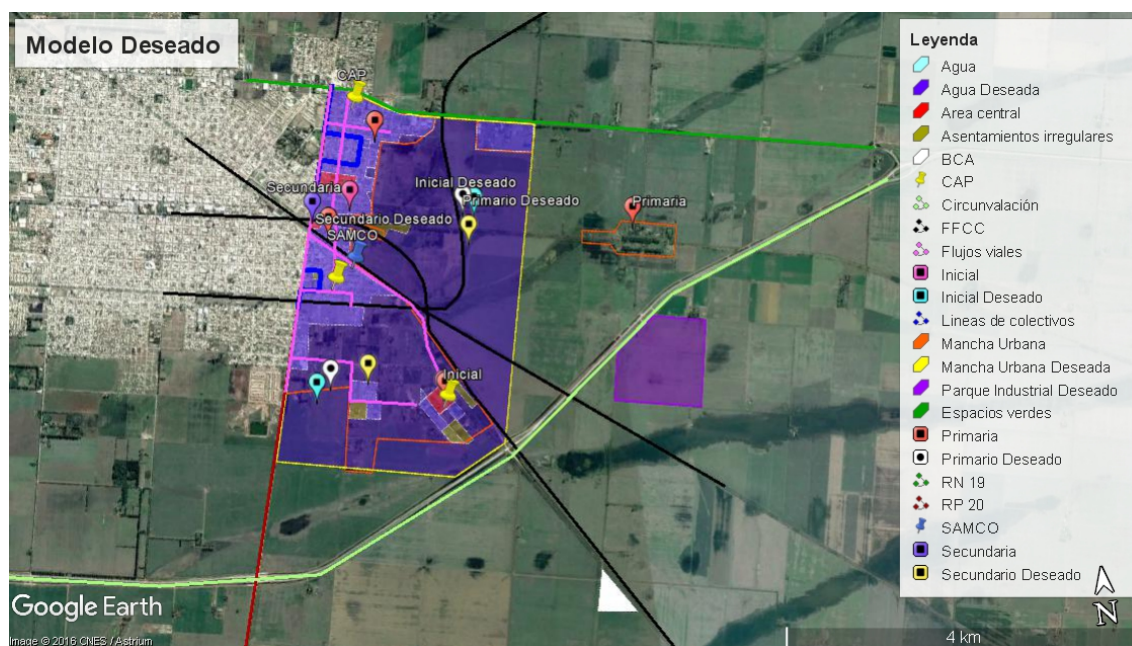 Modelo Deseado
CAP
Secundaria
Inicial Deseado
Primario Deseado
Secundario Deseado
SAMCO
Primaria
Inicial
Leyenda
Agua
Agua Deseada
Area central
Asentamientos irregulares
BCA
CAP
Circunvalación
FFCC
Flujos viales
Inicial
Inicial Deseado
Lineas de colectivos
Mancha Urbana
Mancha Urbana Deseada
Parque Industrial Deseado
Espacios verdes
Primaria
Primario Deseado
RN 19
RP 20
SAMCO
Secundaria
Secundario Deseado
N
Google Earth
Image © 2016 CNES / Astrium
4 km